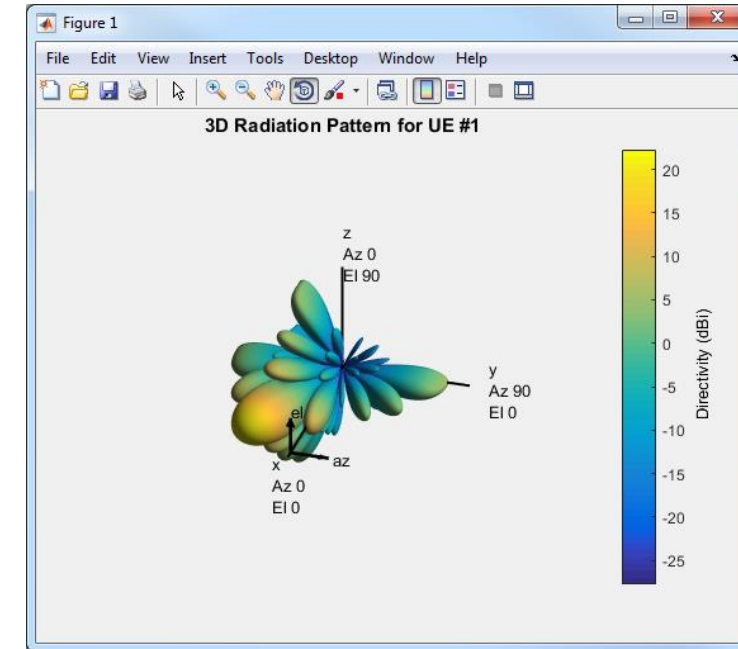 Figure 1
File Edit View Insert Tools Desktop Window Help
3D Radiation Pattern for UE #1
z
Az 0
El 90
y
Az 90
El 0
el
az
x
Az 0
El 0
20
15
10
5
0
-5
-10
-15
-20
-25
Directivity (dBi)